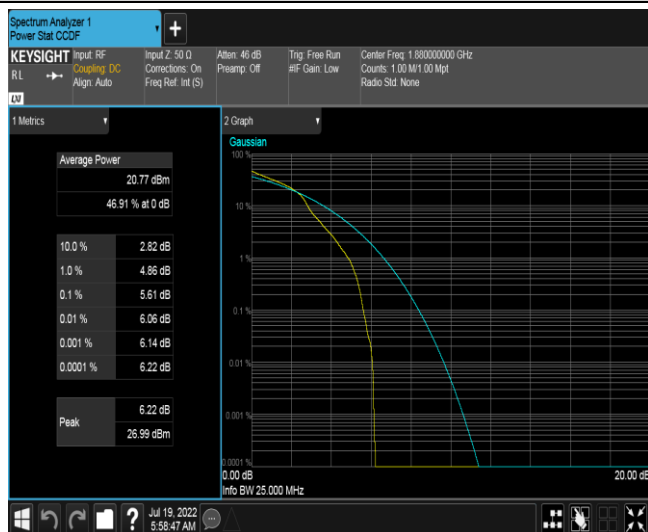 Spectrum Analyzer 1
Power Stat CCDF
KEYSIGHT
RL
Input: RF
Coupling: DC
Align: Auto
Input Z: 50 Ω
Corrections: On
Freq Ref: Int (S)
Atten: 46 dB
Preamp: Off
Trig: Free Run
#IF Gain: Low
Center Freq: 1.880000000 GHz
Counts: 1.00 M/1.00 Mpt
Radio Std: None
1 Metrics
Average Power
20.77 dBm
46.91 % at 0 dB
10.0 % 2.82 dB
1.0 % 4.86 dB
0.1 % 5.61 dB
0.01 % 6.06 dB
0.001 % 6.14 dB
0.0001 % 6.22 dB
Peak
6.22 dB
26.99 dBm
2 Graph
Gaussian
100 %
10 %
1 %
0.1 %
0.01 %
0.001 %
0.0001 %
0.00 dB
20.00 dB
Info BW 25.000 MHz
Jul 19, 2022
5:58:47 AM